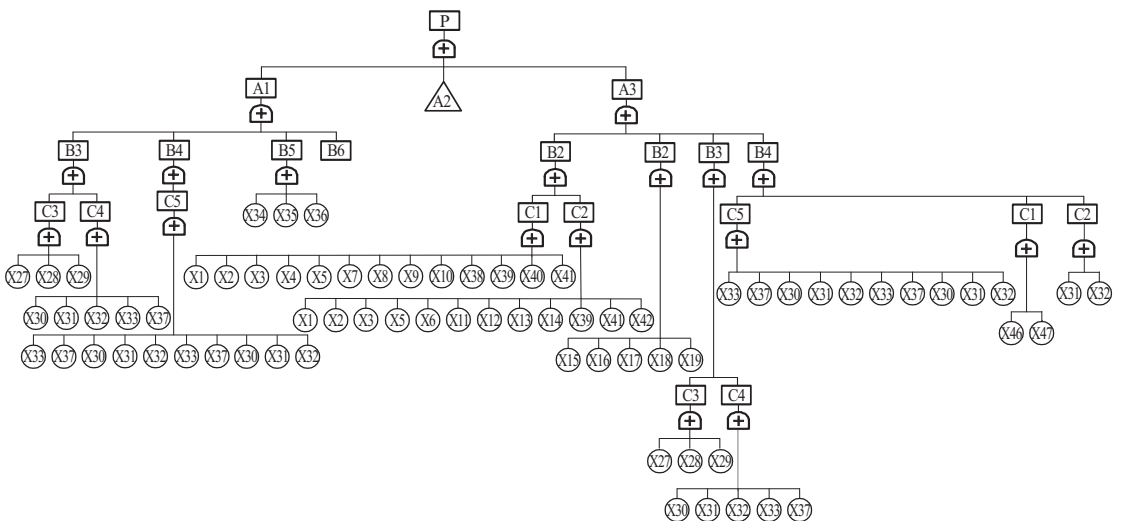 P
A1
A2
A3
B3
B4
B5
B6
B2
B2
B3
B4
C3
C4
C5
X34
X35
X36
C1
C2
C5
C1
C2
X27
X28
X29
X1
X2
X3
X4
X5
X7
X8
X9
X10
X38
X39
X40
X41
X33
X37
X30
X31
X32
X33
X37
X30
X31
X32
X31
X32
X30
X31
X32
X33
X37
X1
X2
X3
X5
X6
X11
X12
X13
X14
X39
X41
X42
X46
X47
X33
X37
X30
X31
X32
X33
X37
X30
X31
X32
X15
X16
X17
X18
X19
C3
C4
X27
X28
X29
X30
X31
X32
X33
X37